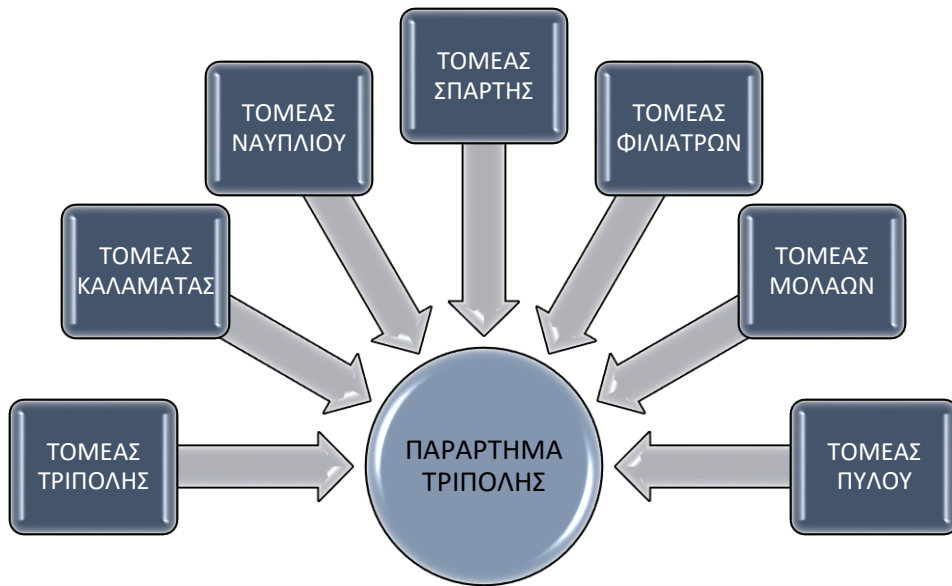 ΤΟΜΕΑΣ
ΣΠΑΡΤΗΣ
ΤΟΜΕΑΣ
ΝΑΥΠΛΙΟΥ
ΤΟΜΕΑΣ
ΦΙΛΙΑΤΡΩΝ
ΤΟΜΕΑΣ
ΚΑΛΑΜΑΤΑΣ
ΤΟΜΕΑΣ
ΜΟΛΑΩΝ
ΤΟΜΕΑΣ
ΤΡΙΠΟΛΗΣ
ΠΑΡΑΡΤΗΜΑ
ΤΡΙΠΟΛΗΣ
ΤΟΜΕΑΣ
ΠΥΛΟΥ